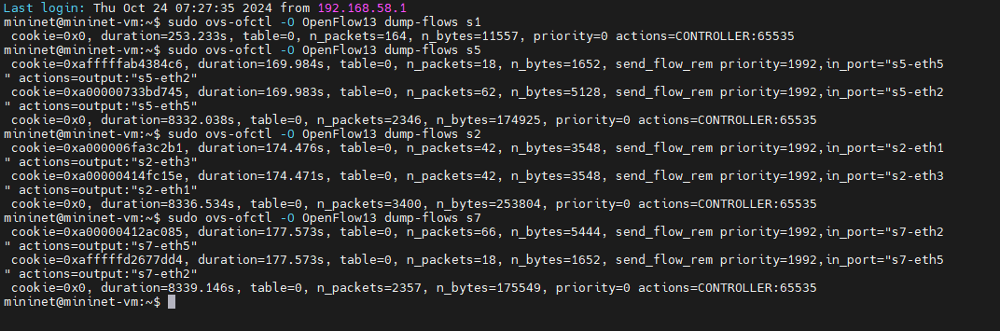 Last login: Thu Oct 24 07:27:35 2024 from 192.168.58.1
mininet@mininet-vm:~$ sudo ovs-ofctl -O OpenFlow13 dump-flows s1
 cookie=0x0, duration=253.233s, table=0, n_packets=164, n_bytes=11557, priority=0 actions=CONTROLLER:65535
mininet@mininet-vm:~$ sudo ovs-ofctl -O OpenFlow13 dump-flows s5
 cookie=0xafffffab4384c6, duration=169.984s, table=0, n_packets=18, n_bytes=1652, send_flow_rem priority=1992,in_port="s5-eth5
" actions=output:"s5-eth2"
 cookie=0xa00000733bd745, duration=169.983s, table=0, n_packets=62, n_bytes=5128, send_flow_rem priority=1992,in_port="s5-eth2
" actions=output:"s5-eth5"
 cookie=0x0, duration=8332.038s, table=0, n_packets=2346, n_bytes=174925, priority=0 actions=CONTROLLER:65535
mininet@mininet-vm:~$ sudo ovs-ofctl -O OpenFlow13 dump-flows s2
 cookie=0xa000006fa3c2b1, duration=174.476s, table=0, n_packets=42, n_bytes=3548, send_flow_rem priority=1992,in_port="s2-eth1
" actions=output:"s2-eth3"
 cookie=0xa00000414fc15e, duration=174.471s, table=0, n_packets=42, n_bytes=3548, send_flow_rem priority=1992,in_port="s2-eth3
" actions=output:"s2-eth1"
 cookie=0x0, duration=8336.534s, table=0, n_packets=3400, n_bytes=253804, priority=0 actions=CONTROLLER:65535
mininet@mininet-vm:~$ sudo ovs-ofctl -O OpenFlow13 dump-flows s7
 cookie=0xa00000412ac085, duration=177.573s, table=0, n_packets=66, n_bytes=5444, send_flow_rem priority=1992,in_port="s7-eth2
" actions=output:"s7-eth5"
 cookie=0xafffffd2677dd4, duration=177.573s, table=0, n_packets=18, n_bytes=1652, send_flow_rem priority=1992,in_port="s7-eth5
" actions=output:"s7-eth2"
 cookie=0x0, duration=8339.146s, table=0, n_packets=2357, n_bytes=175549, priority=0 actions=CONTROLLER:65535
mininet@mininet-vm:~$